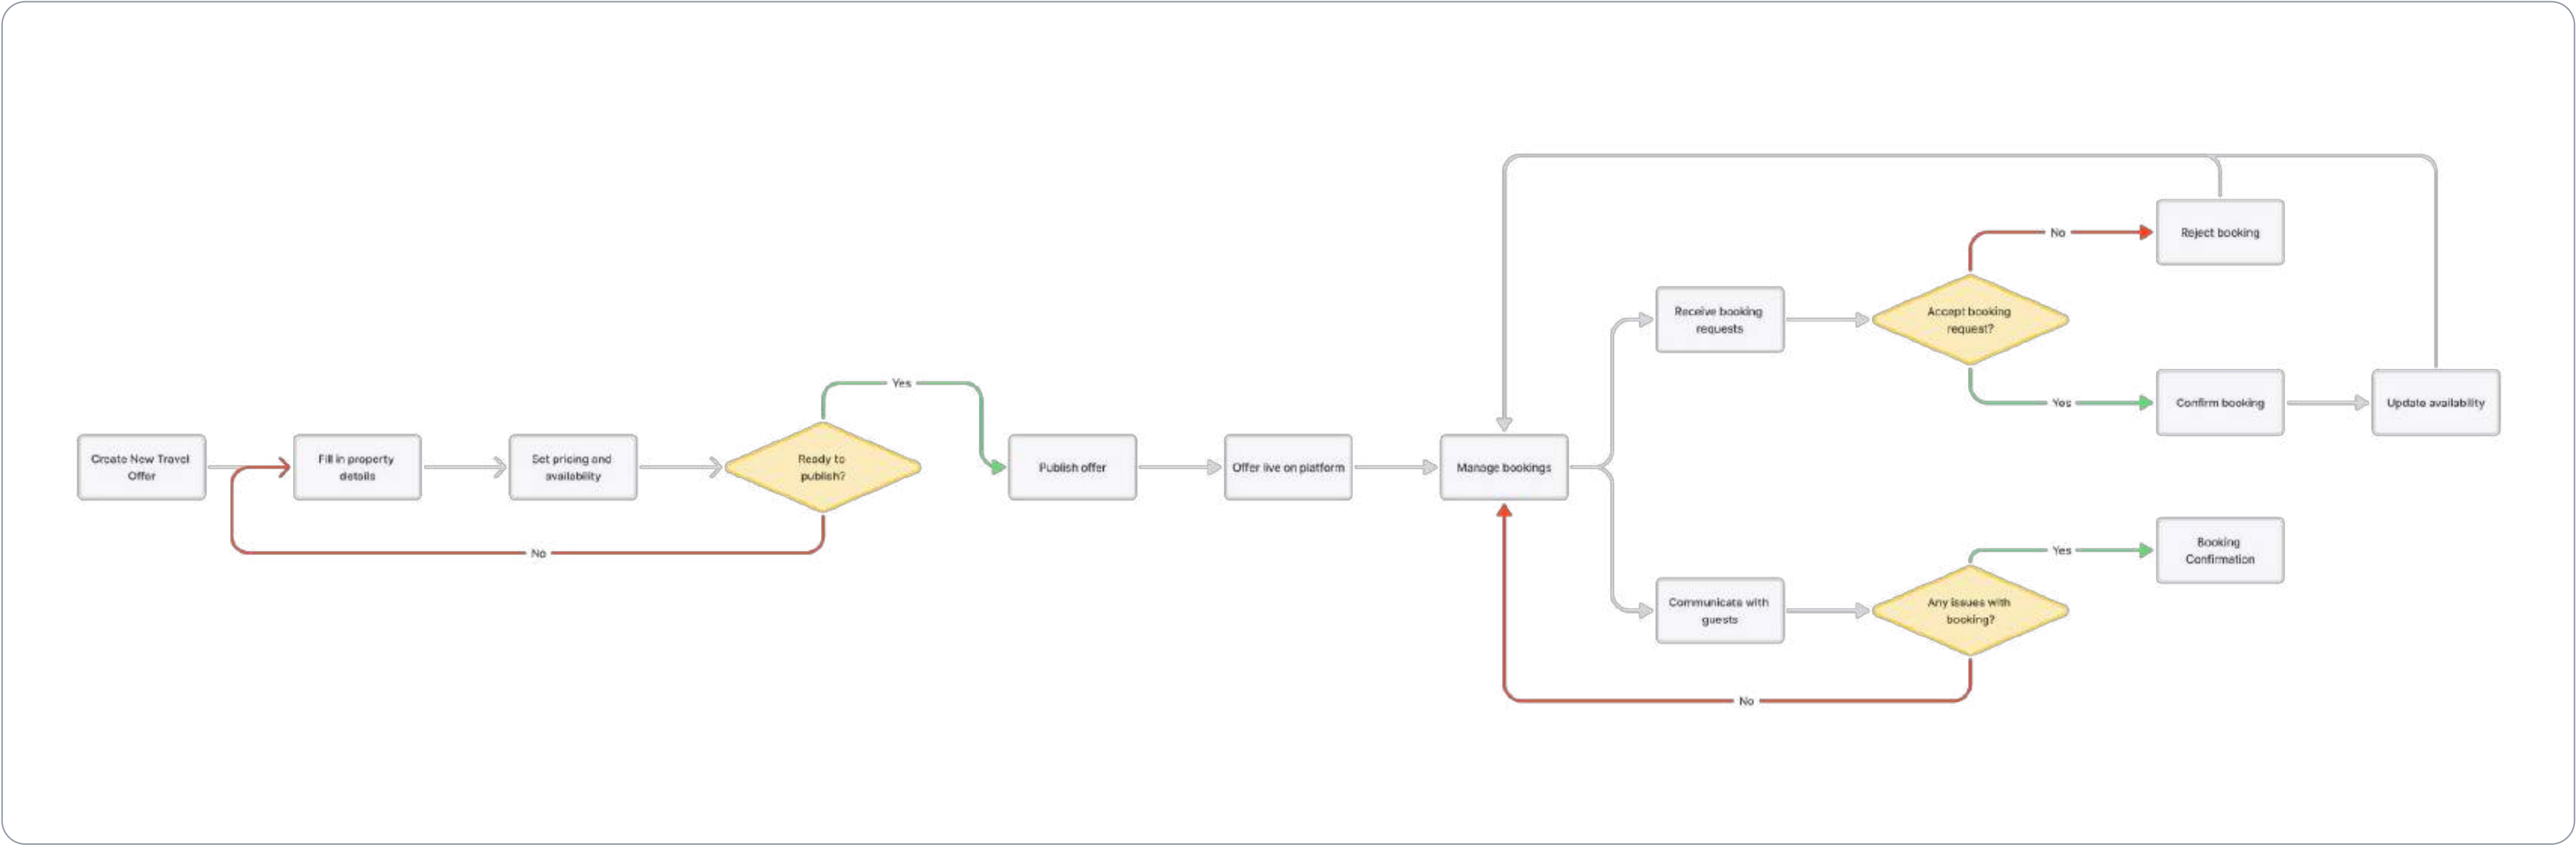 Create New Travel
Offer
Fill in property
details
Set pricing and
availability
Ready to
publish?
Yes
No
Publish offer
Offer live on platform
Manage bookings
Receive booking
requests
Accept booking
request?
No
Reject booking
Yes
Confirm booking
Update availability
Communicate with
guests
Any issues with
booking?
Yes
Booking
Confirmation
No